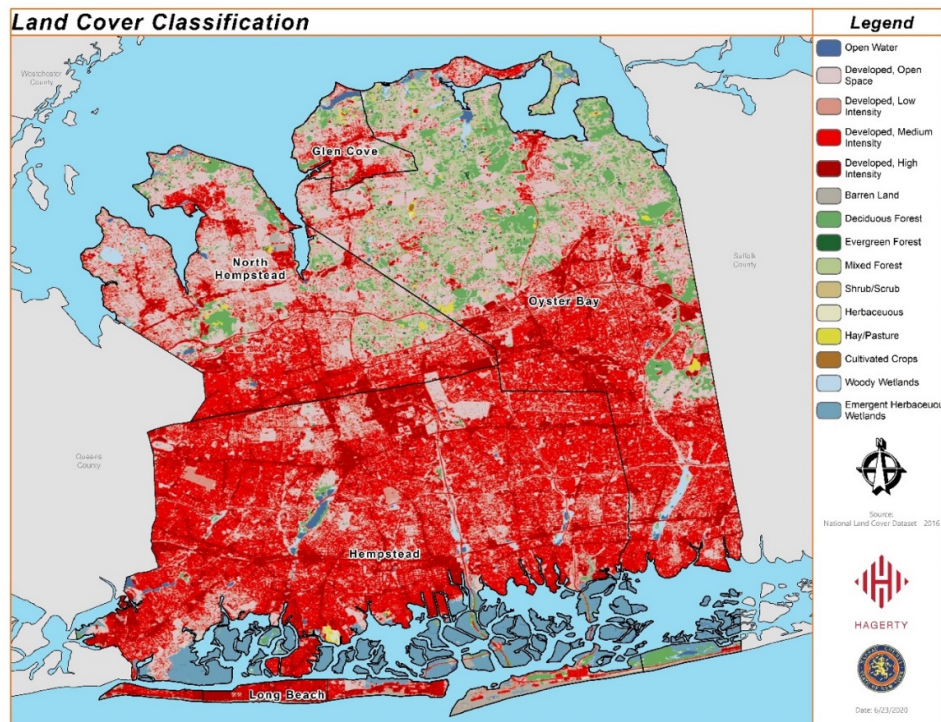 Land Cover Classification
Westchester
County
Glen Cove
North
Hempstead
Oyster Bay
Suffolk
County
Queens
County
Hempstead
Long Beach
Legend
Open Water
Developed, Open
Space
Developed, Low
Intensity
Developed, Medium
Intensity
Developed, High
Intensity
Barren Land
Deciduous Forest
Evergreen Forest
Mixed Forest
Shrub/Scrub
Herbaceuous
Hay/Pasture
Cultivated Crops
Woody Wetlands
Emergent Herbaceuou
Wetlands
N
Source:
National Land Cover Dataset 2016
HAGERTY
Date: 6/23/2020